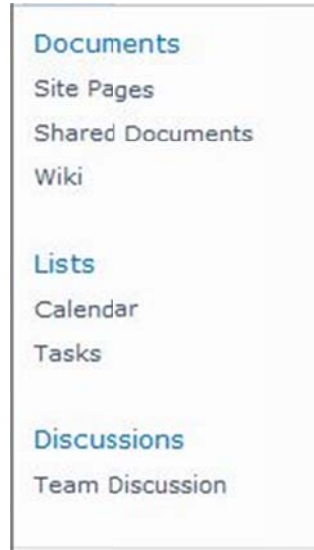 Documents
Site Pages
Shared Documents
Wiki
Lists
Calendar
Tasks
Discussions
Team Discussion